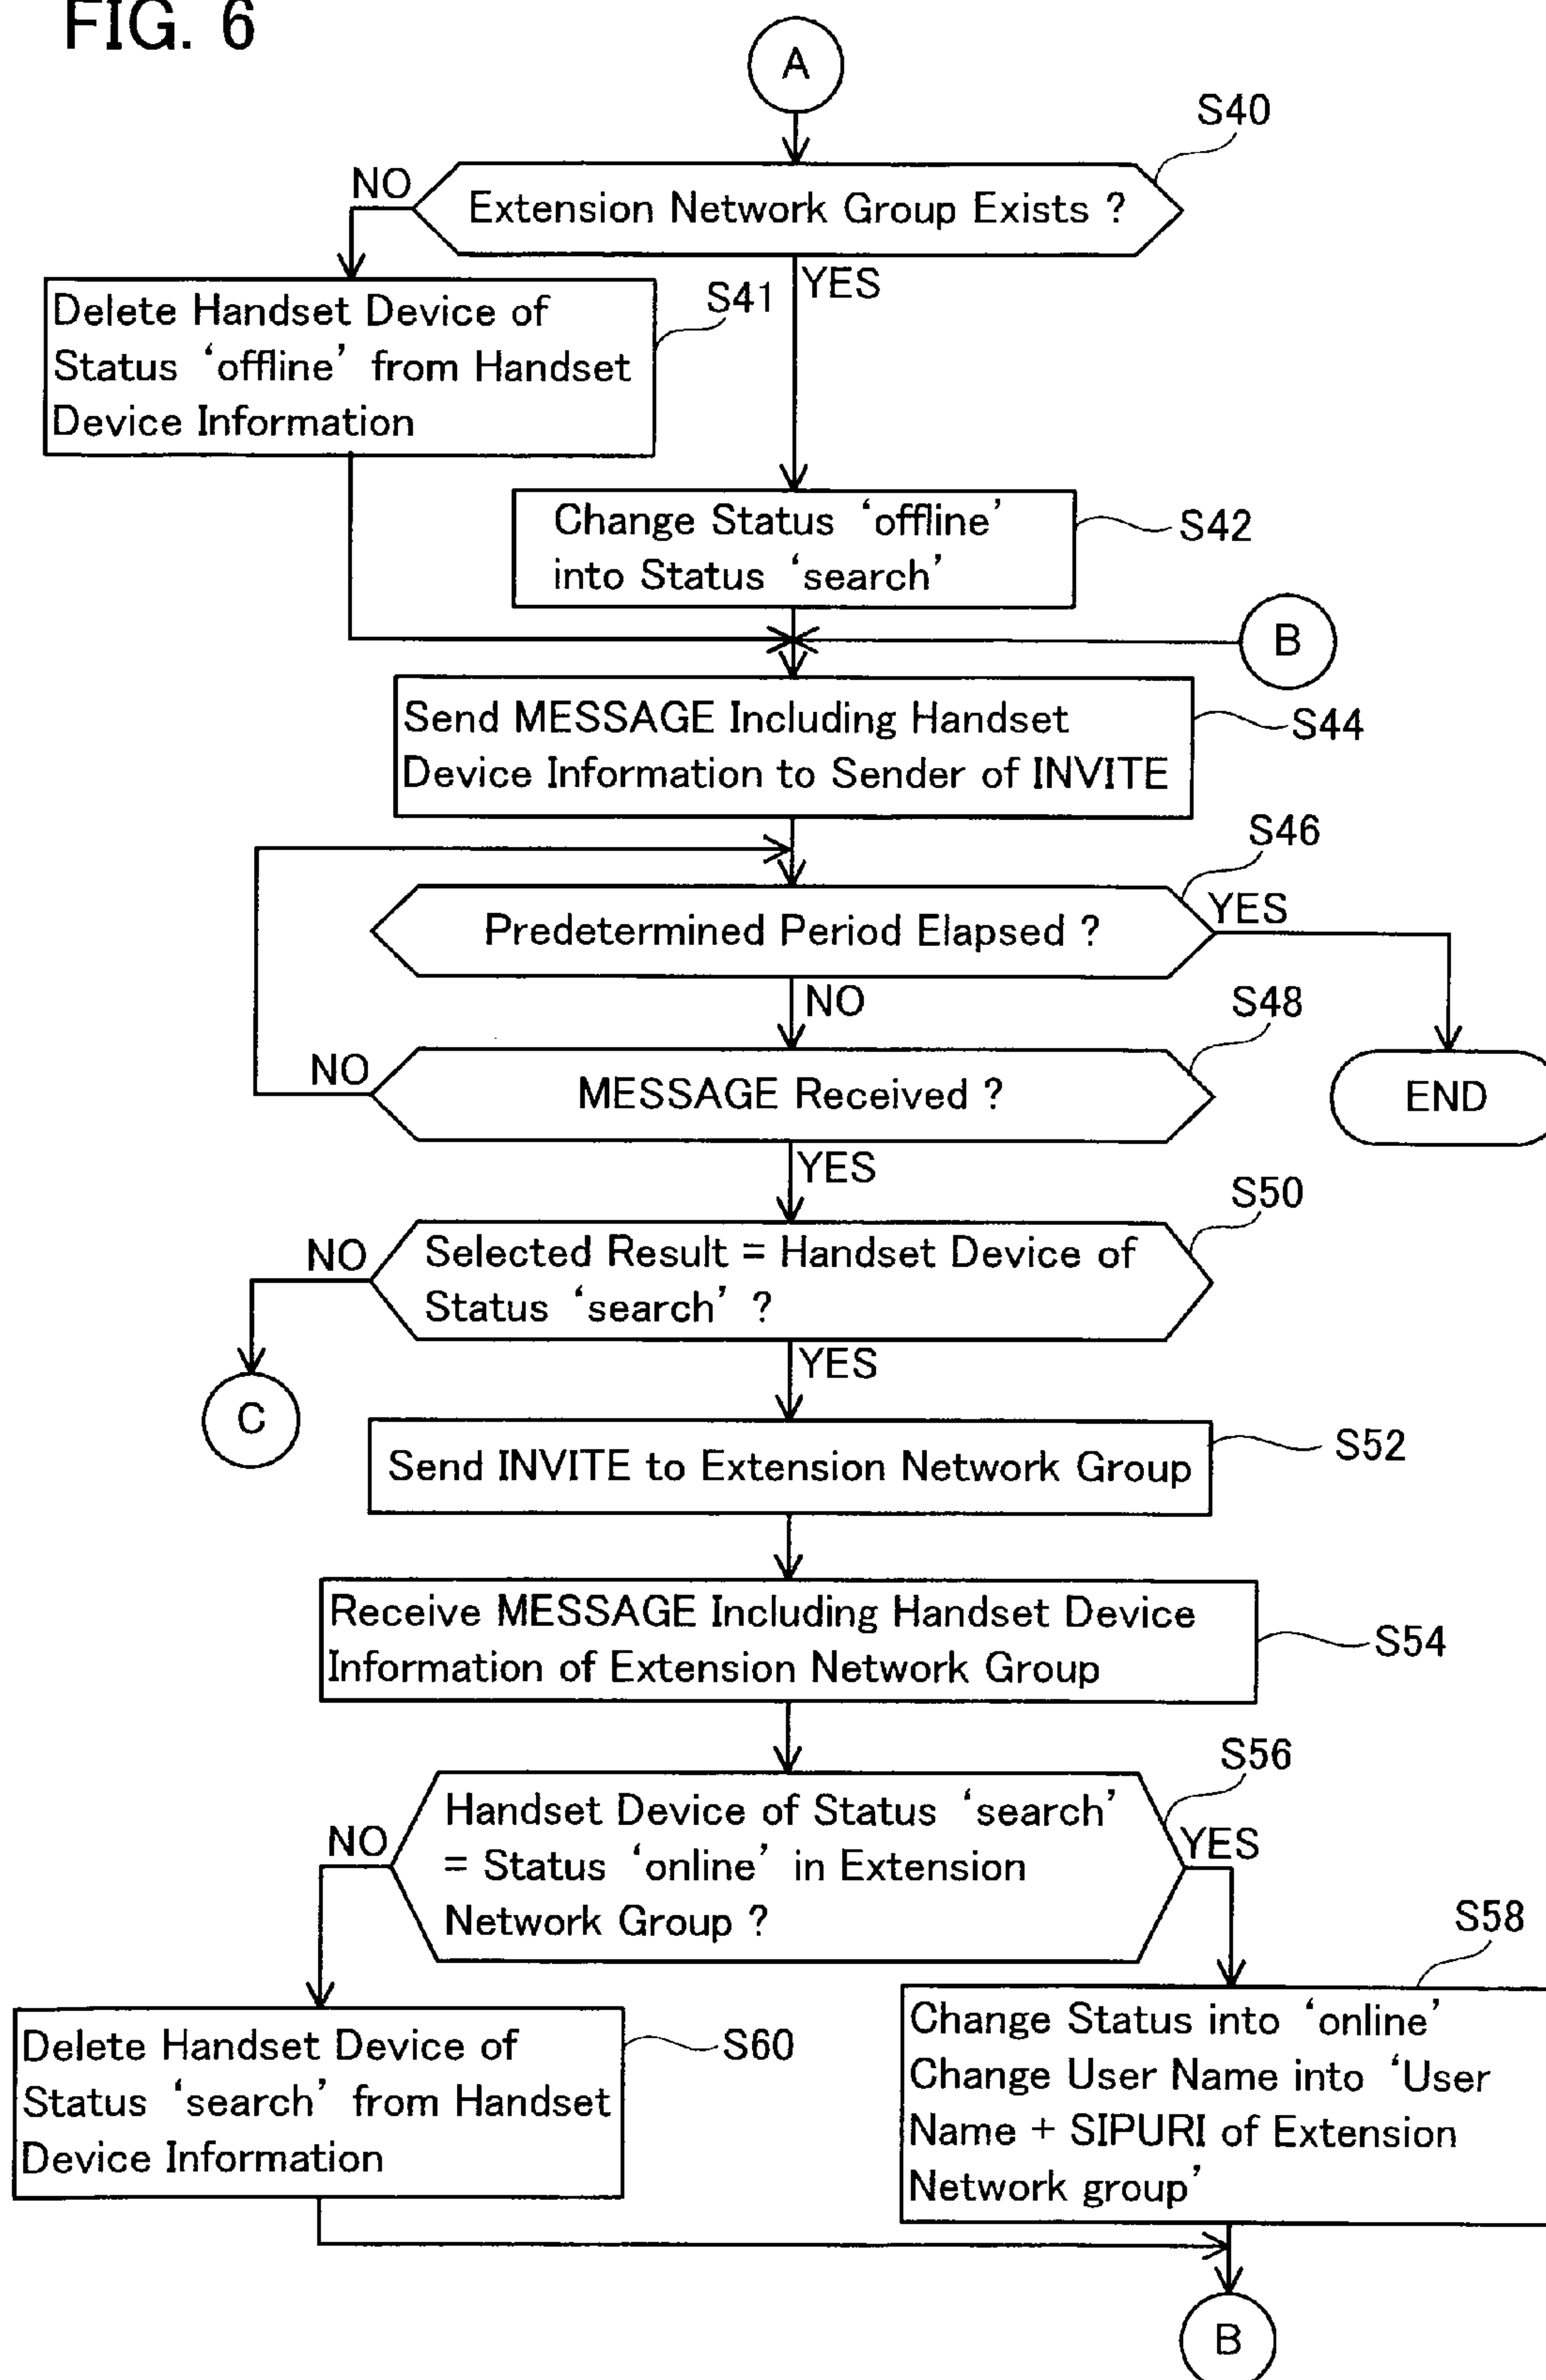 FIG. 6
A
S40
NO
Extension Network Group Exists ?
YES
S41
Delete Handset Device of
Status ‘offline’ from Handset
Device Information
Change Status ‘offline’
into Status ‘search’
S42
B
Send MESSAGE Including Handset
Device Information to Sender of INVITE
S44
S46
Predetermined Period Elapsed ?
YES
NO
S48
NO
MESSAGE Received ?
END
YES
S50
NO
Selected Result = Handset Device of
Status ‘search’ ?
YES
C
Send INVITE to Extension Network Group
S52
Receive MESSAGE Including Handset Device
Information of Extension Network Group
S54
S56
NO
Handset Device of Status ‘search’
= Status ‘online’ in Extension
Network Group ?
YES
S58
Delete Handset Device of
Status ‘search’ from Handset
Device Information
S60
Change Status into ‘online’
Change User Name into ‘User
Name + SIPURI of Extension
Network group’
B